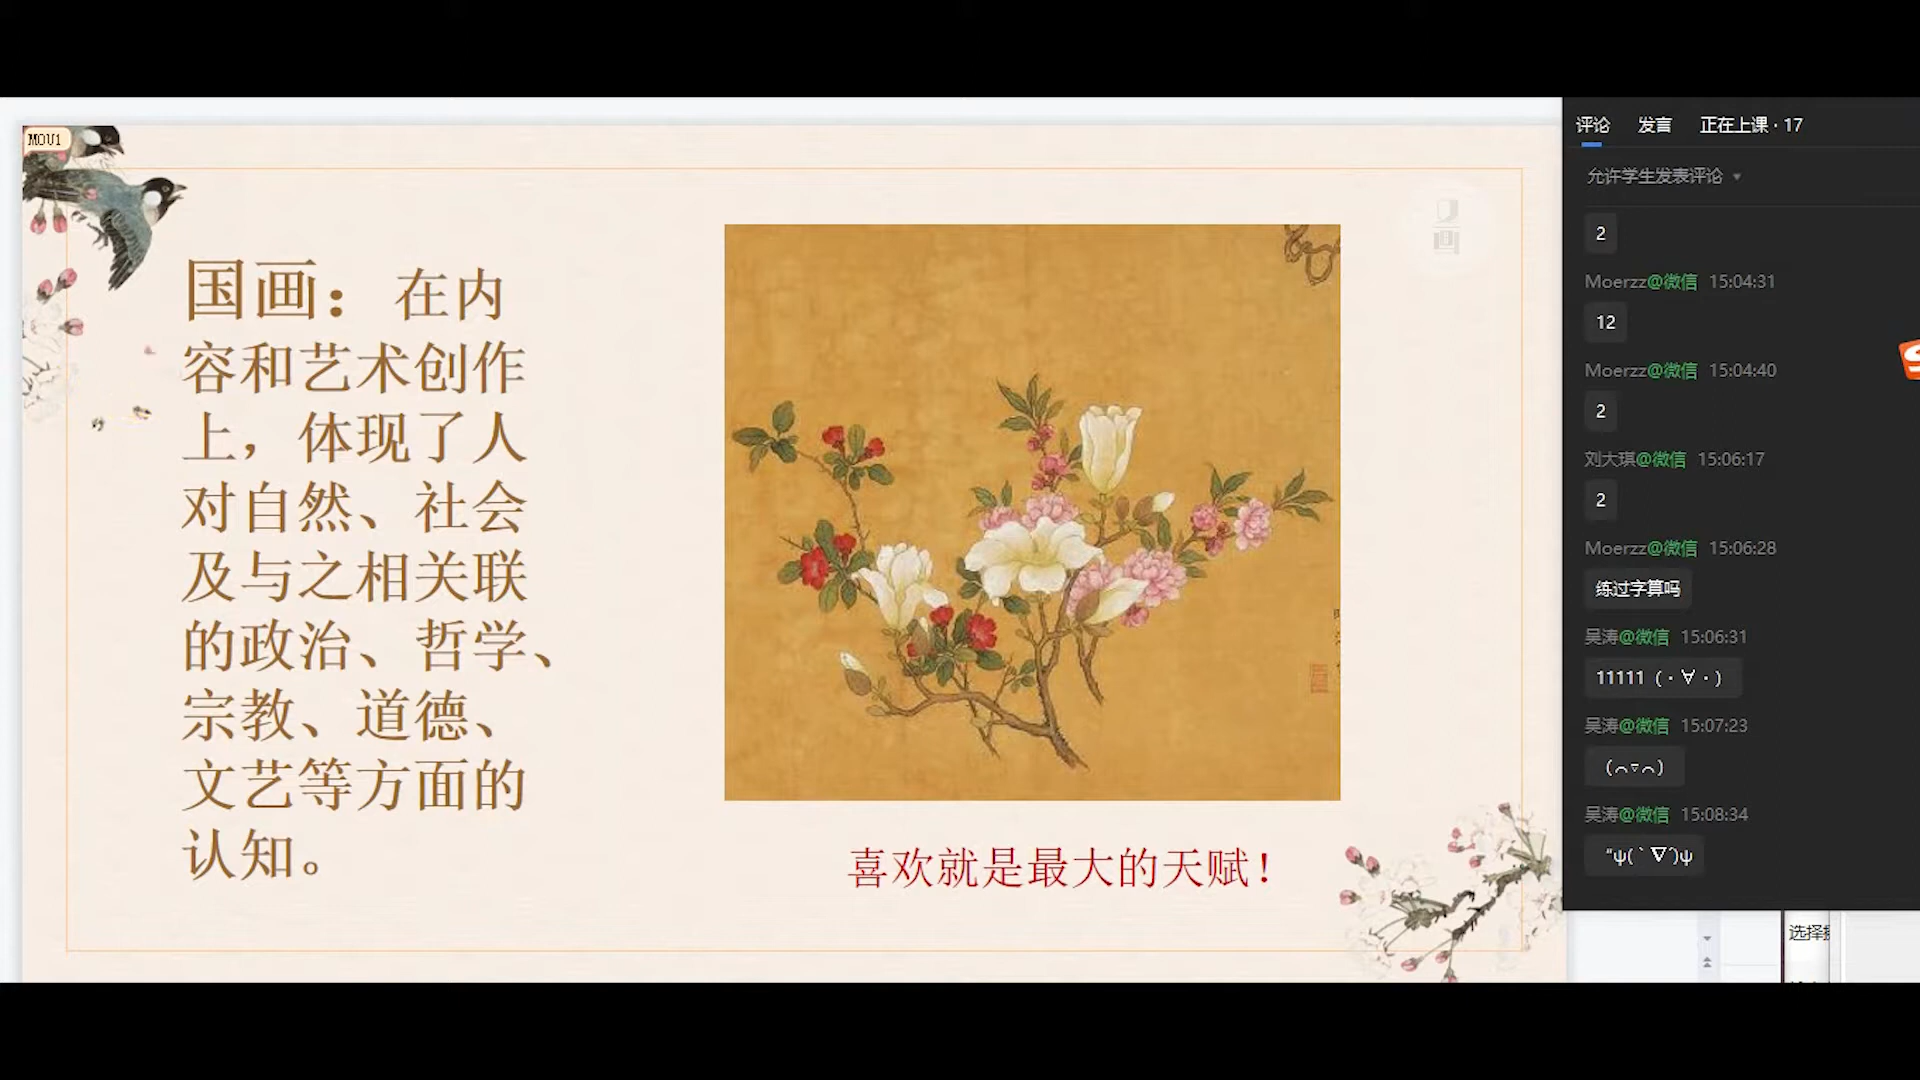 MOV1
国画：在内
容和艺术创作
上，体现了人
对自然、社会
及与之相关联
的政治、哲学、
宗教、道德、
文艺等方面的
认知。
喜欢就是最大的天赋！
评论 发言 正在上课·17
允许学生发表评论
2
Moerzz@微信 15:04:31
12
Moerzz@微信 15:04:40
2
刘大琪@微信 15:06:17
2
Moerzz@微信 15:06:28
练过字算吗
吴涛@微信 15:06:31
11111（·∀·）
吴涛@微信 15:07:23
(⌒▿⌒)
吴涛@微信 15:08:34
“ψ(｀∇´)ψ
选择